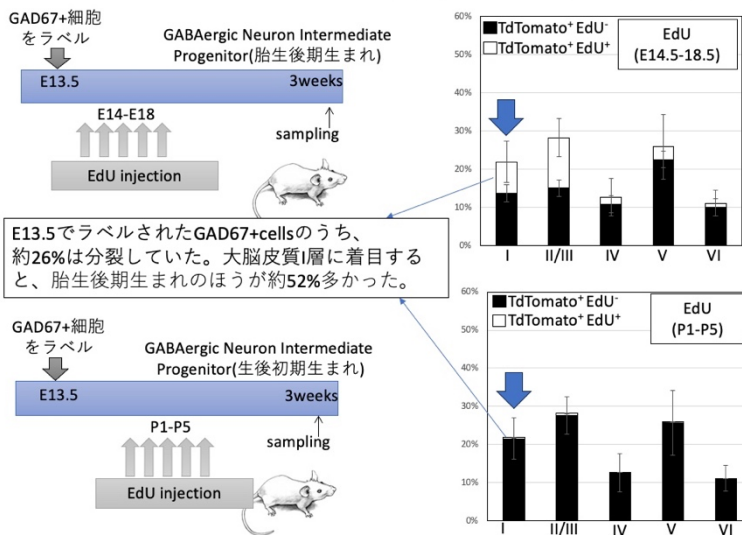 GAD67+細胞
をラベル
GABAergic Neuron Intermediate
Progenitor(胎生後期生まれ)
E13.5
3weeks
E14-E18
sampling
EdU injection
E13.5でラベルされたGAD67+cellsのうち、
約26%は分裂していた。大脳皮質I層に着目する
と、胎生後期生まれのほうが約52%多かった。
GAD67+細胞
をラベル
GABAergic Neuron Intermediate
Progenitor(生後初期生まれ)
E13.5
3weeks
P1-P5
sampling
EdU injection
60%
50%
40%
30%
20%
10%
0%
TdTomato⁺ EdU⁻
TdTomato⁺ EdU⁺
EdU
(E14.5-18.5)
I II/III IV V VI
60%
50%
40%
30%
20%
10%
0%
TdTomato⁺ EdU⁻
TdTomato⁺ EdU⁺
EdU
(P1-P5)
I II/III IV V VI